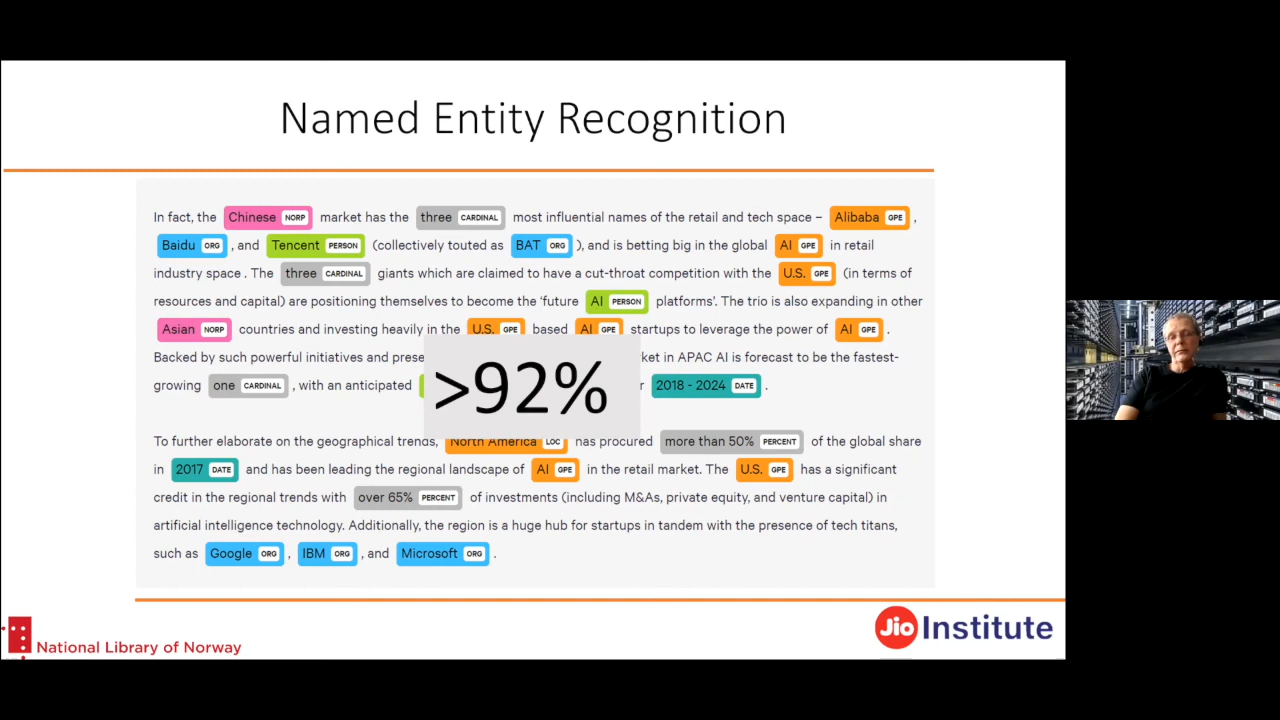 Named Entity Recognition
In fact, the Chinese NORP market has the three CARDINAL most influential names of the retail and tech space – Alibaba GPE ,
Baidu ORG , and Tencent PERSON (collectively touted as BAT ORG ), and is betting big in the global AI GPE in retail
industry space . The three CARDINAL giants which are claimed to have a cut-throat competition with the U.S. GPE (in terms of
resources and capital) are positioning themselves to become the ‘future AI PERSON platforms’. The trio is also expanding in other
Asian NORP countries and investing heavily in the U.S. GPE based AI GPE startups to leverage the power of AI GPE .
Backed by such powerful initiatives and in APAC AI is forecast to be the fastest-
growing one CARDINAL , with an anticipated 2018 - 2024 DATE .
>92%
To further elaborate on the geographical trends, North America LOC has procured more than 50% PERCENT of the global share
in 2017 DATE and has been leading the regional landscape of AI GPE in the retail market. The U.S. GPE has a significant
credit in the regional trends with over 65% PERCENT of investments (including M&As, private equity, and venture capital) in
artificial intelligence technology. Additionally, the region is a huge hub for startups in tandem with the presence of tech titans,
such as Google ORG , IBM ORG , and Microsoft ORG .
National Library of Norway
Jio Institute